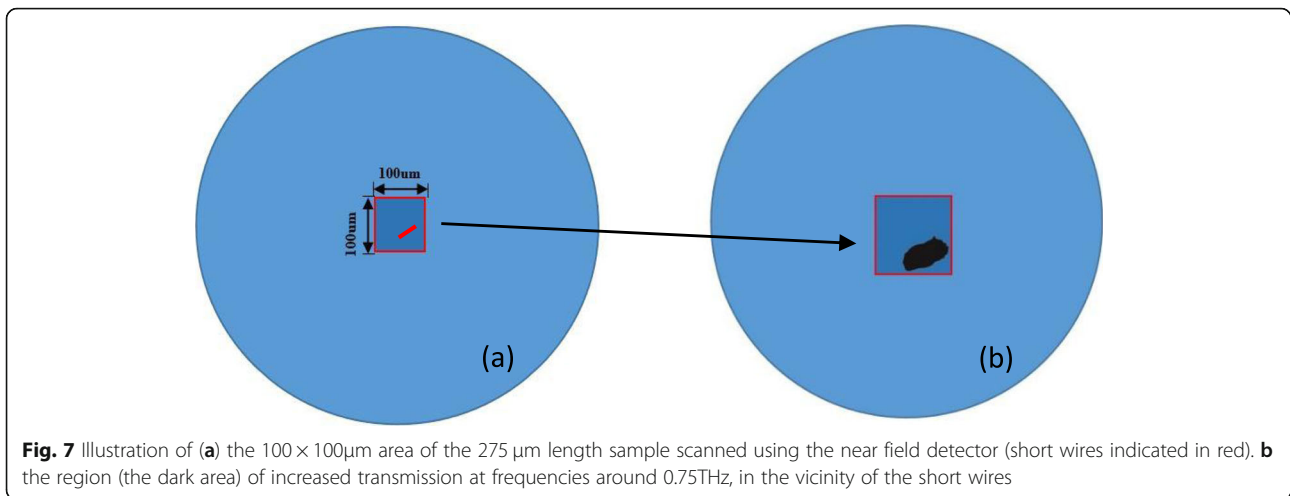 100um
100um
(a)
(b)
Fig. 7 Illustration of (a) the 100 × 100μm area of the 275 μm length sample scanned using the near field detector (short wires indicated in red). b
the region (the dark area) of increased transmission at frequencies around 0.75THz, in the vicinity of the short wires